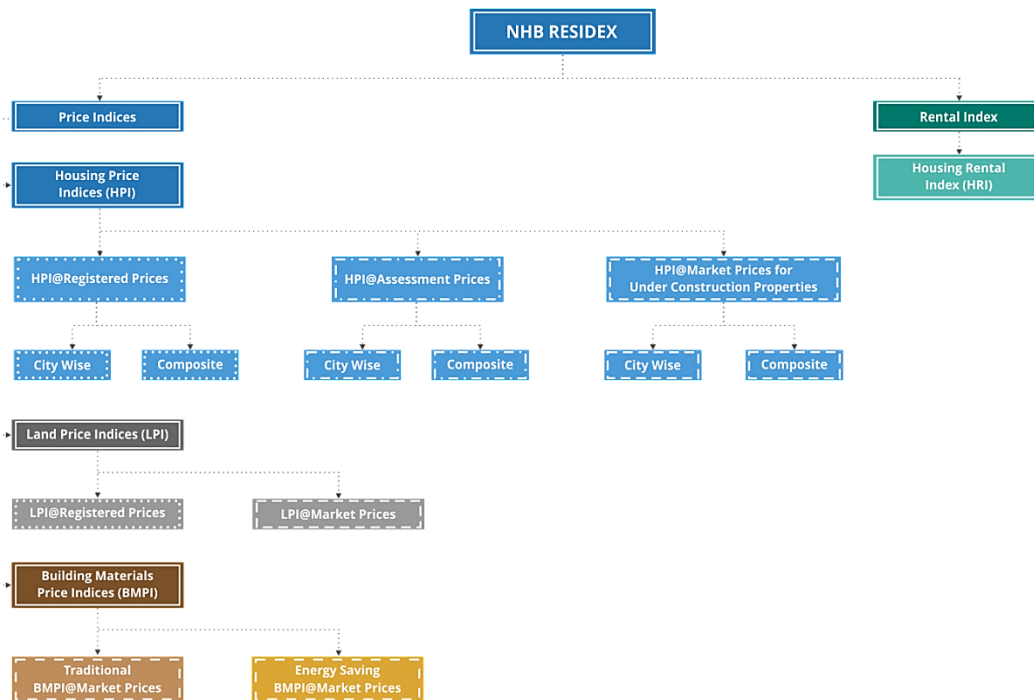 NHB RESIDEX
Price Indices
Rental Index
Housing Price
Indices (HPI)
Housing Rental
Index (HRI)
HPI@Registered Prices
HPI@Assessment Prices
HPI@Market Prices for
Under Construction Properties
City Wise
Composite
City Wise
Composite
City Wise
Composite
Land Price Indices (LPI)
LPI@Registered Prices
LPI@Market Prices
Building Materials
Price Indices (BMPI)
Traditional
BMPI@Market Prices
Energy Saving
BMPI@Market Prices